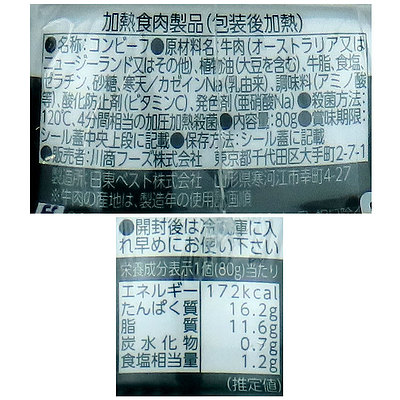 加熱食肉製品(包装後加熱)
●名称:コンビーフ●原材料名:牛肉(オーストラリア又は
ニュージーランド又はその他)、植物油(大豆を含む)、牛脂、食塩、
ゼラチン、砂糖、寒天/カゼインNa(乳由来)、調味料(アミノ酸
等)、酸化防止剤(ビタミンC)、発色剤(亜硝酸Na)●殺菌方法:
120℃、4分間相当の加圧加熱殺菌●内容量:80g●賞味期限:
シール蓋中央上段に記載●保存方法:シール蓋に記載
●販売者:川商フーズ株式会社 東京都千代田区大手町2-7-1
製造所:日東ベスト株式会社 山形県寒河江市幸町4-27
※牛肉の産地は、製造年の使用 順
●開封後は冷蔵庫に入
れ早めにお使い下さい
栄養成分表示1個(80g)当たり
エネルギー 172kcal
たんぱく質 16.2g
脂質 11.6g
炭水化物 0.7g
食塩相当量 1.2g
(推定値)